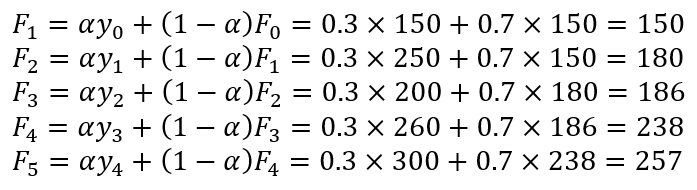 F₁ = αy₀ + (1 − α)F₀ = 0.3 × 150 + 0.7 × 150 = 150
F₂ = αy₁ + (1 − α)F₁ = 0.3 × 250 + 0.7 × 150 = 180
F₃ = αy₂ + (1 − α)F₂ = 0.3 × 200 + 0.7 × 180 = 186
F₄ = αy₃ + (1 − α)F₃ = 0.3 × 260 + 0.7 × 186 = 238
F₅ = αy₄ + (1 − α)F₄ = 0.3 × 300 + 0.7 × 238 = 257